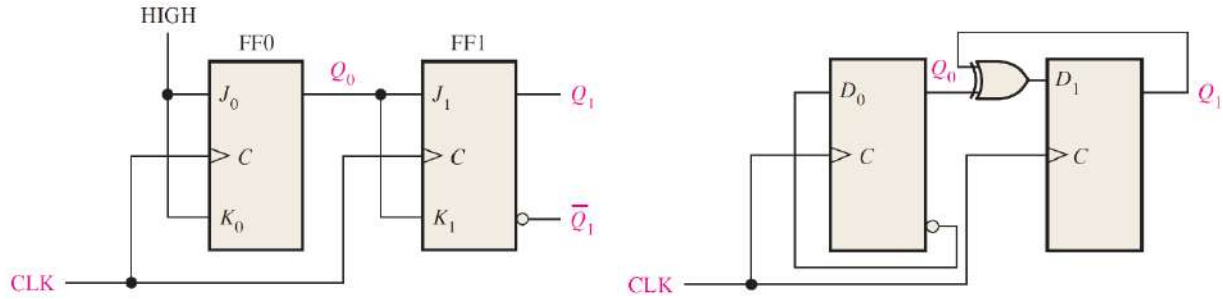 HIGH
FF0
FF1
Q₀
Q₁
J₀
J₁
C
C
K₀
K₁
Q̅₁
CLK
Q₀
D₀
D₁
Q₁
C
C
CLK